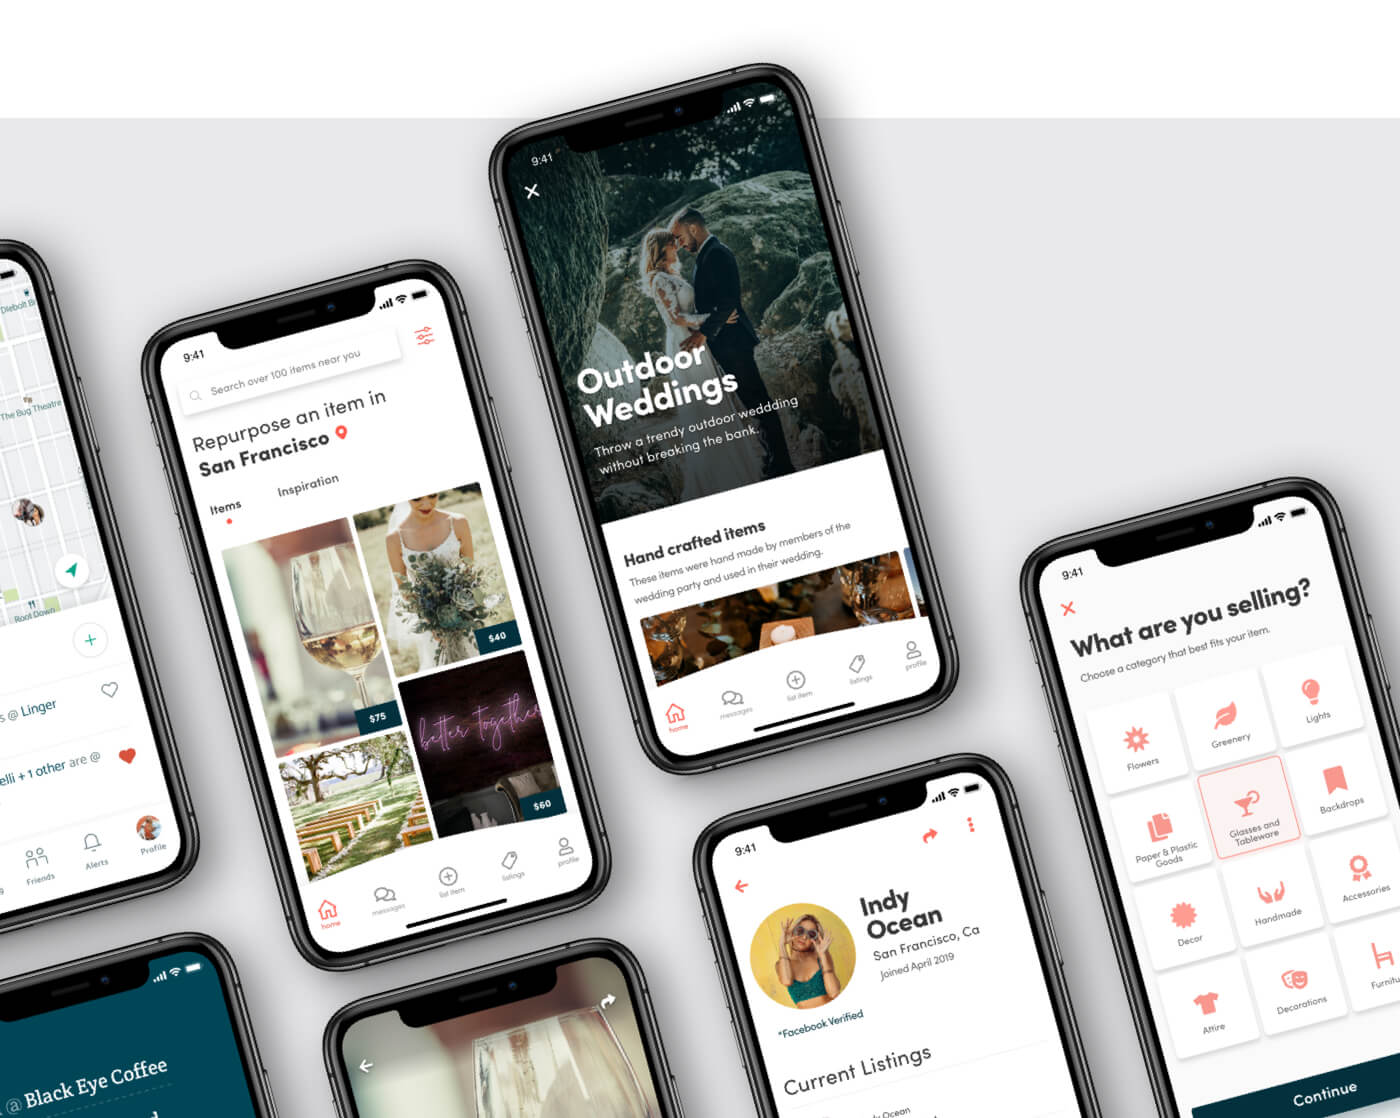 Diebolt Br
The Bug Theatre
Root Down
s @ Linger
elli + 1 other are @
Friends
Alerts
Profile
@ Black Eye Coffee
9:41
Search over 100 items near you
Repurpose an item in
San Francisco
Items
Inspiration
$40
$75
better together
$60
home
messages
list item
listings
profile
9:41
Outdoor
Weddings
Throw a trendy outdoor weddding
without breaking the bank.
Hand crafted items
These items were hand made by members of the
wedding party and used in their wedding.
home
messages
list item
listings
profile
9:41
Indy
Ocean
San Francisco, Ca
Joined April 2019
*Facebook Verified
Current Listings
dy Ocean
9:41
What are you selling?
Choose a category that best fits your item.
Flowers
Greenery
Lights
Paper & Plastic
Goods
Glasses and
Tableware
Backdrops
Decor
Handmade
Accessories
Attire
Decorations
Furnitu
Continue